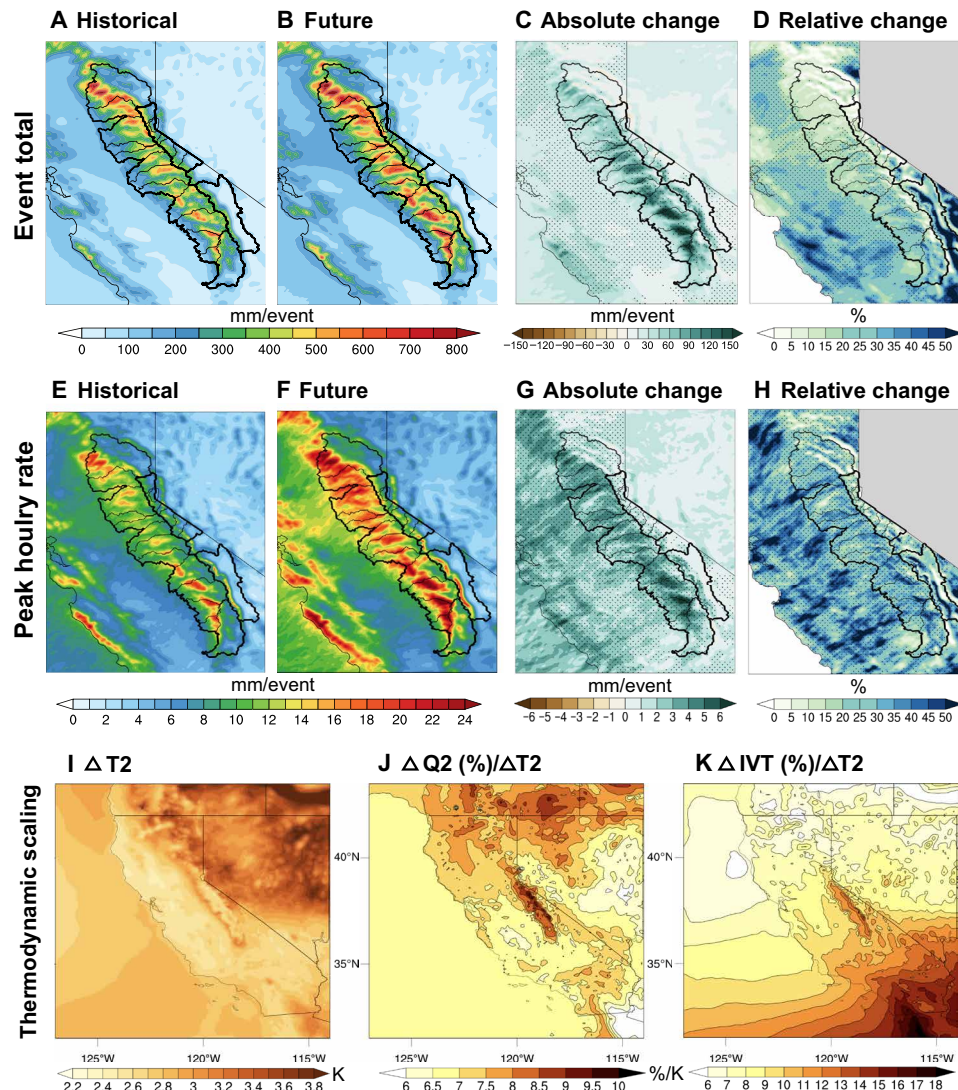 A Historical
B Future
C Absolute change
D Relative change
Event total
mm/event
mm/event
%
0 100 200 300 400 500 600 700 800
−150 −120 −90 −60 −30 0 30 60 90 120 150
0 5 10 15 20 25 30 35 40 45 50
E Historical
F Future
G Absolute change
H Relative change
Peak houlry rate
mm/event
mm/event
%
0 2 4 6 8 10 12 14 16 18 20 22 24
−6 −5 −4 −3 −2 −1 0 1 2 3 4 5 6
0 5 10 15 20 25 30 35 40 45 50
I △ T2
J △ Q2 (%)/△T2
K △ IVT (%)/△T2
Thermodynamic scaling
40°N
40°N
35°N
35°N
125°W 120°W 115°W
125°W 120°W 115°W
125°W 120°W 115°W
2.2 2.4 2.6 2.8 3 3.2 3.4 3.6 3.8 K
6 6.5 7 7.5 8 8.5 9 9.5 10 %/K
6 7 8 9 10 11 12 13 14 15 16 17 18